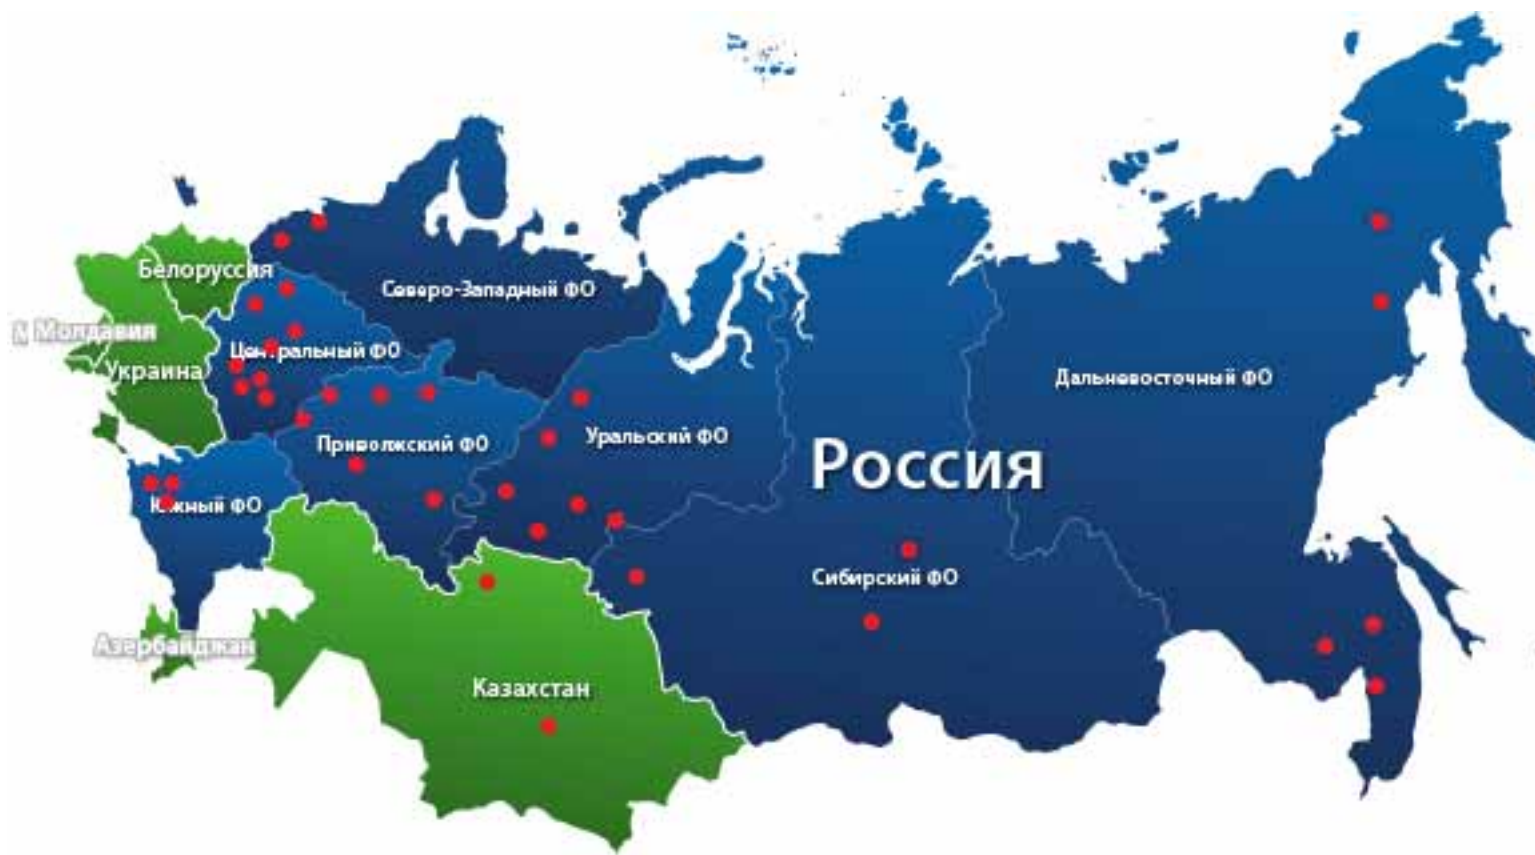 Белоруссия
Северо-Западный ФО
Молдавия
Центральный ФО
Украина
Дальневосточный ФО
Приволжский ФО
Уральский ФО
Россия
Южный ФО
Сибирский ФО
Азербайджан
Казахстан